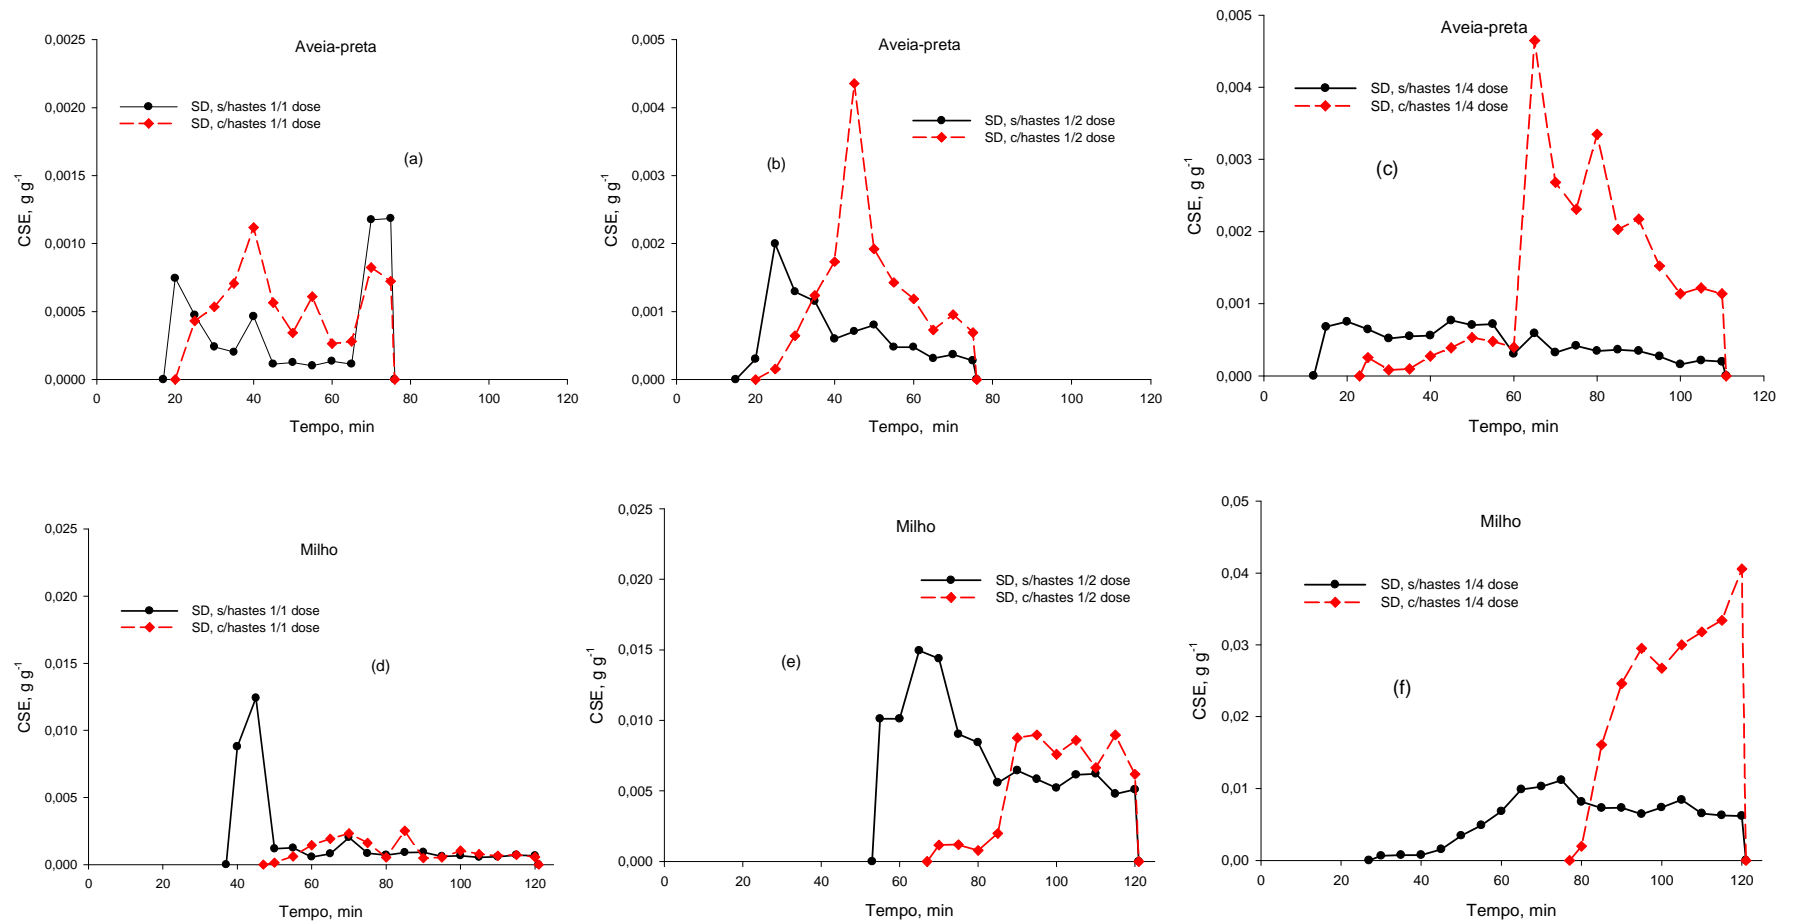 Aveia-preta
0,0025
0,0020
0,0015
0,0010
0,0005
0,0000
CSE, g g-1
SD, s/hastes 1/1 dose
SD, c/hastes 1/1 dose
(a)
0 20 40 60 80 100 120
Tempo, min
Aveia-preta
0,005
0,004
0,003
0,002
0,001
0,000
CSE, g g-1
SD, s/hastes 1/2 dose
SD, c/hastes 1/2 dose
(b)
0 20 40 60 80 100 120
Tempo, min
Aveia-preta
0,005
0,004
0,003
0,002
0,001
0,000
CSE, g g-1
SD, s/hastes 1/4 dose
SD, c/hastes 1/4 dose
(c)
0 20 40 60 80 100 120
Tempo, min
Milho
0,025
0,020
0,015
0,010
0,005
0,000
CSE, g g-1
SD, s/hastes 1/1 dose
SD, c/hastes 1/1 dose
(d)
0 20 40 60 80 100 120
Tempo, min
Milho
0,025
0,020
0,015
0,010
0,005
0,000
CSE, g g-1
SD, s/hastes 1/2 dose
SD, c/hastes 1/2 dose
(e)
0 20 40 60 80 100 120
Tempo, min
Milho
0,05
0,04
0,03
0,02
0,01
0,00
CSE, g g-1
SD, s/hastes 1/4 dose
SD, c/hastes 1/4 dose
(f)
0 20 40 60 80 100 120
Tempo, min